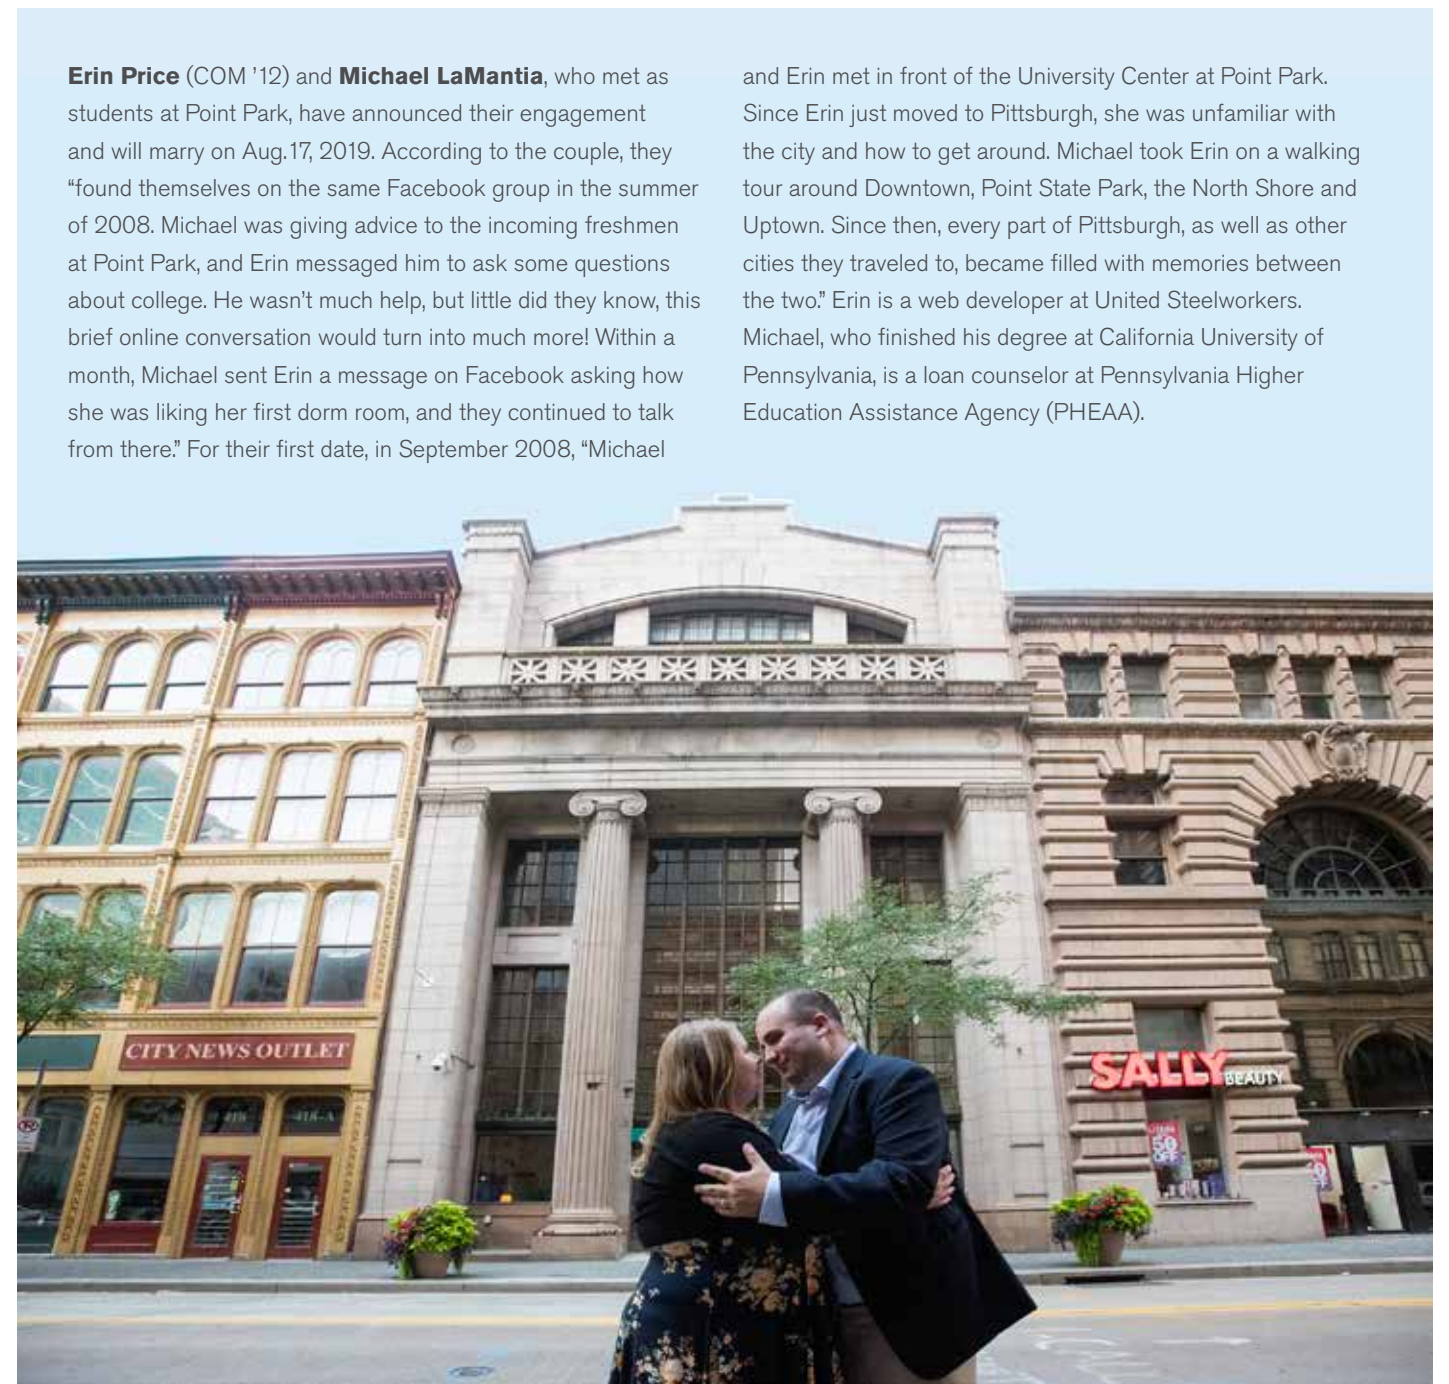 Erin Price (COM ’12) and Michael LaMantia, who met as
students at Point Park, have announced their engagement
and will marry on Aug.17, 2019. According to the couple, they
“found themselves on the same Facebook group in the summer
of 2008. Michael was giving advice to the incoming freshmen
at Point Park, and Erin messaged him to ask some questions
about college. He wasn’t much help, but little did they know, this
brief online conversation would turn into much more! Within a
month, Michael sent Erin a message on Facebook asking how
she was liking her first dorm room, and they continued to talk
from there.” For their first date, in September 2008, “Michael
and Erin met in front of the University Center at Point Park.
Since Erin just moved to Pittsburgh, she was unfamiliar with
the city and how to get around. Michael took Erin on a walking
tour around Downtown, Point State Park, the North Shore and
Uptown. Since then, every part of Pittsburgh, as well as other
cities they traveled to, became filled with memories between
the two.” Erin is a web developer at United Steelworkers.
Michael, who finished his degree at California University of
Pennsylvania, is a loan counselor at Pennsylvania Higher
Education Assistance Agency (PHEAA).
CITY NEWS OUTLET
418
418-A
SALLY
BEAUTY
50
OFF